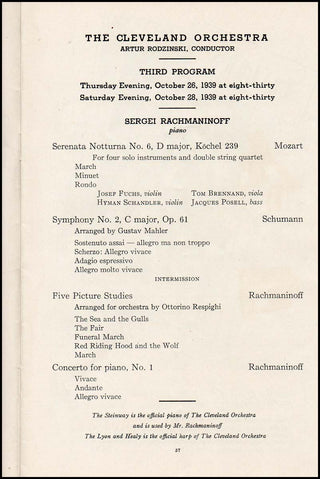 THE CLEVELAND ORCHESTRA
ARTUR RODZINSKI, CONDUCTOR
THIRD PROGRAM
Thursday Evening, October 26, 1939 at eight-thirty
Saturday Evening, October 28, 1939 at eight-thirty
SERGEI RACHMANINOFF
piano
Serenata Notturna No. 6, D major, Köchel 239 Mozart
For four solo instruments and double string quartet
March
Minuet
Rondo
JOSEF FUCHS, violin TOM BRENNAND, viola
HYMAN SCHANDLER, violin JACQUES POSELL, bass
Symphony No. 2, C major, Op. 61 Schumann
Arranged by Gustav Mahler
Sostenuto assai — allegro ma non troppo
Scherzo: Allegro vivace
Adagio espressivo
Allegro molto vivace
INTERMISSION
Five Picture Studies Rachmaninoff
Arranged for orchestra by Ottorino Respighi
The Sea and the Gulls
The Fair
Funeral March
Red Riding Hood and the Wolf
March
Concerto for piano, No. 1 Rachmaninoff
Vivace
Andante
Allegro vivace
The Steinway is the official piano of The Cleveland Orchestra
and is used by Mr. Rachmaninoff
The Lyon and Healy is the official harp of The Cleveland Orchestra
37